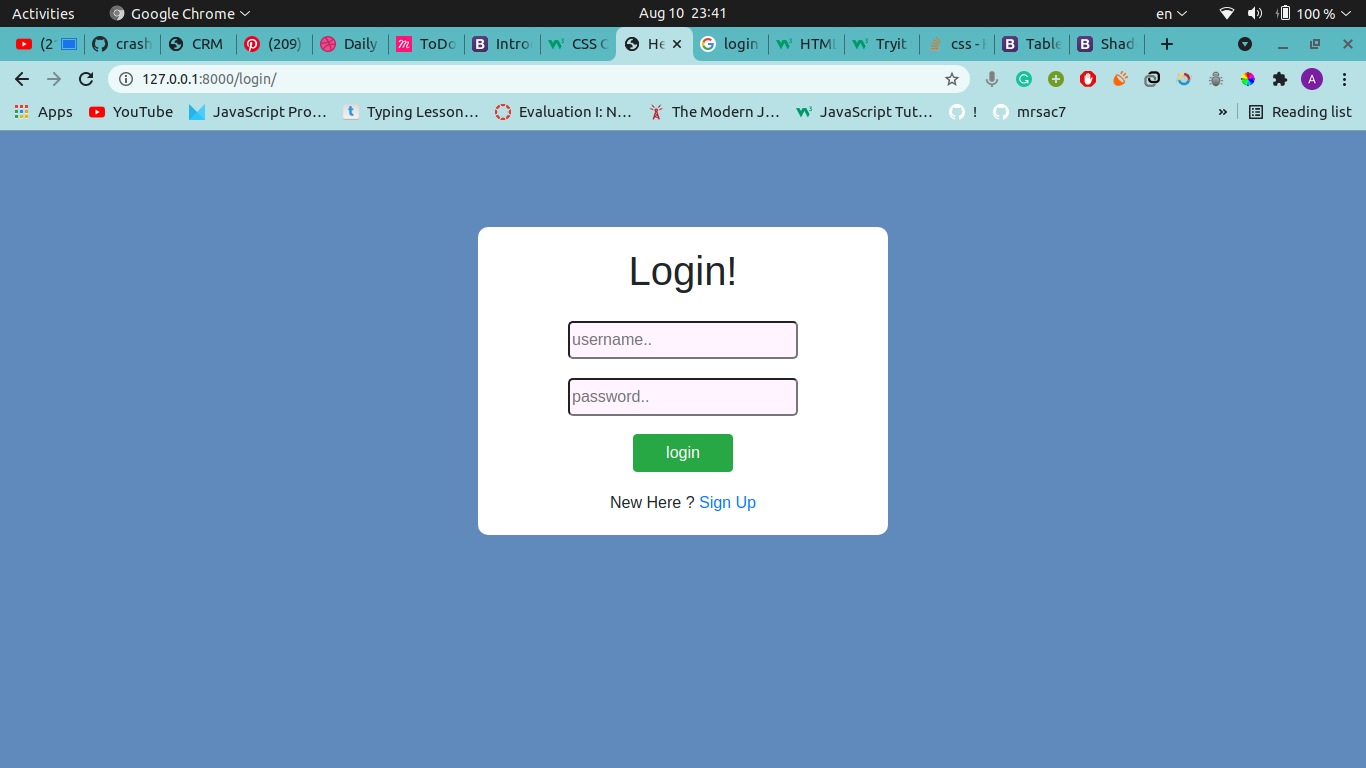 Activities Google Chrome Aug 10 23:41 en 100 %
(2 crash CRM (209) Daily ToDo Intro CSS C He login HTML Tryit css - H Table Shad
127.0.0.1:8000/login/ A
Apps YouTube JavaScript Pro… Typing Lesson… Evaluation I: N… The Modern J… JavaScript Tut… ! mrsac7 » Reading list
Login!
username..
password..
login
New Here ? Sign Up